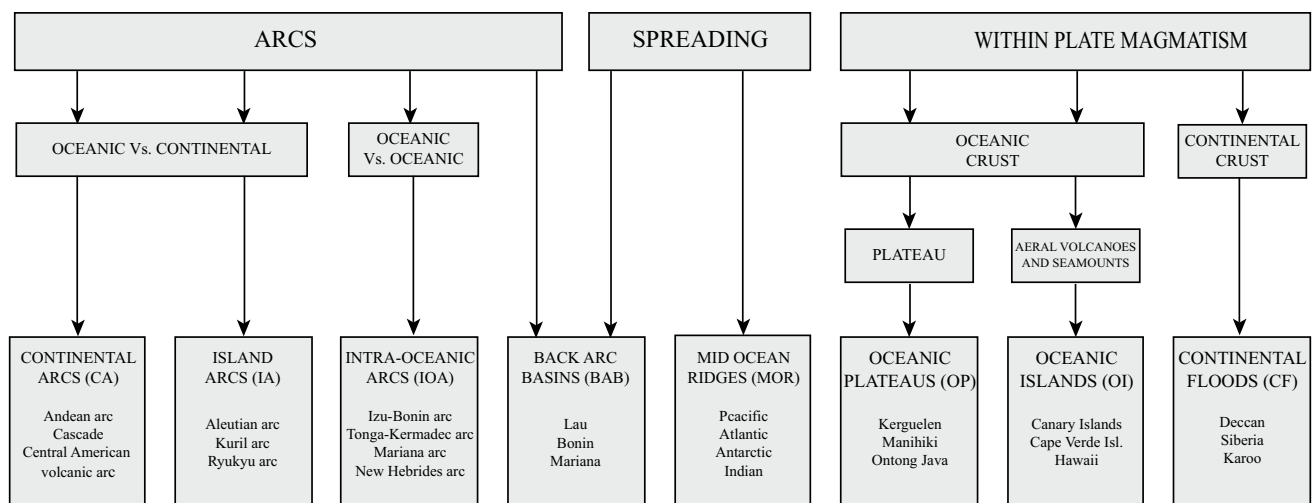 ARCS
SPREADING
WITHIN PLATE MAGMATISM
OCEANIC Vs. CONTINENTAL
OCEANIC
Vs. OCEANIC
OCEANIC
CRUST
CONTINENTAL
CRUST
PLATEAU
AERAL VOLCANOES
AND SEAMOUNTS
CONTINENTAL
ARCS (CA)
Andean arc
Cascade
Central American
volcanic arc
ISLAND
ARCS (IA)
Aleutian arc
Kuril arc
Ryukyu arc
INTRA-OCEANIC
ARCS (IOA)
Izu-Bonin arc
Tonga-Kermadec arc
Mariana arc
New Hebrides arc
BACK ARC
BASINS (BAB)
Lau
Bonin
Mariana
MID OCEAN
RIDGES (MOR)
Pcacific
Atlantic
Antarctic
Indian
OCEANIC
PLATEAUS (OP)
Kerguelen
Manihiki
Ontong Java
OCEANIC
ISLANDS (OI)
Canary Islands
Cape Verde Isl.
Hawaii
CONTINENTAL
FLOODS (CF)
Deccan
Siberia
Karoo